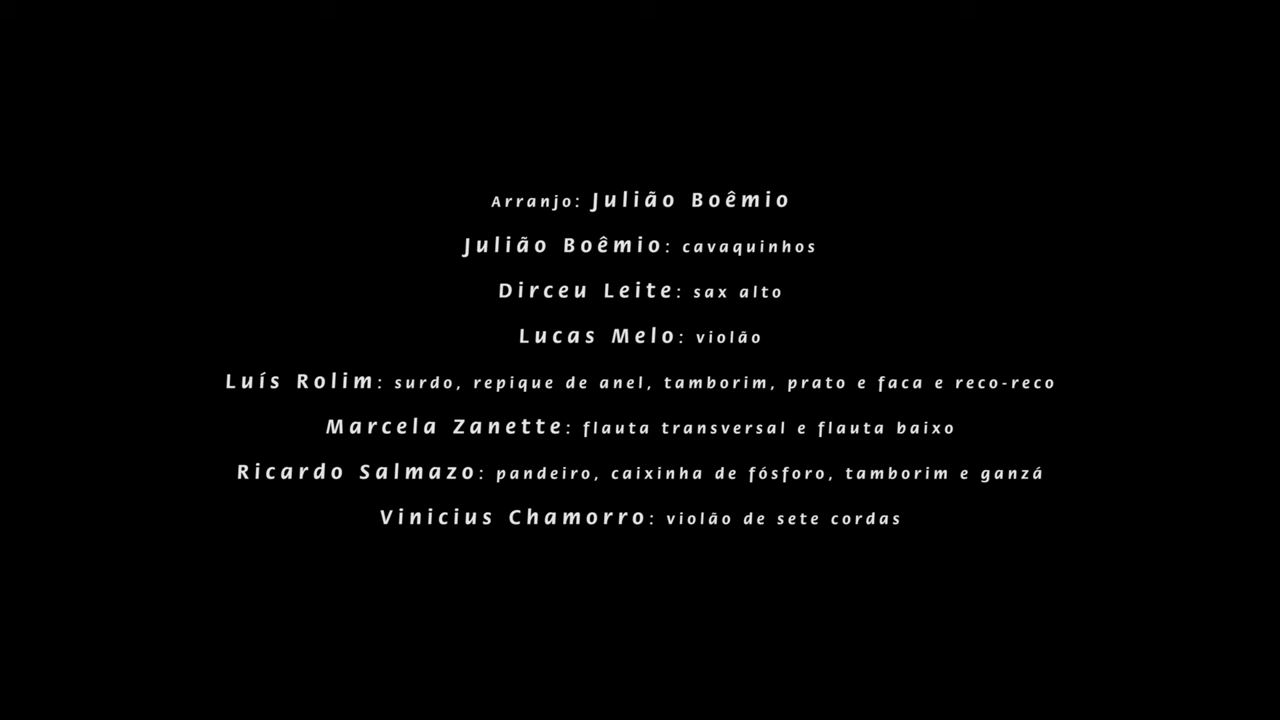 Arranjo: Julião Boêmio
Julião Boêmio: cavaquinhos
Dirceu Leite: sax alto
Lucas Melo: violão
Luís Rolim: surdo, repique de anel, tamborim, prato e faca e reco-reco
Marcela Zanette: flauta transversal e flauta baixo
Ricardo Salmazo: pandeiro, caixinha de fósforo, tamborim e ganzá
Vinicius Chamorro: violão de sete cordas